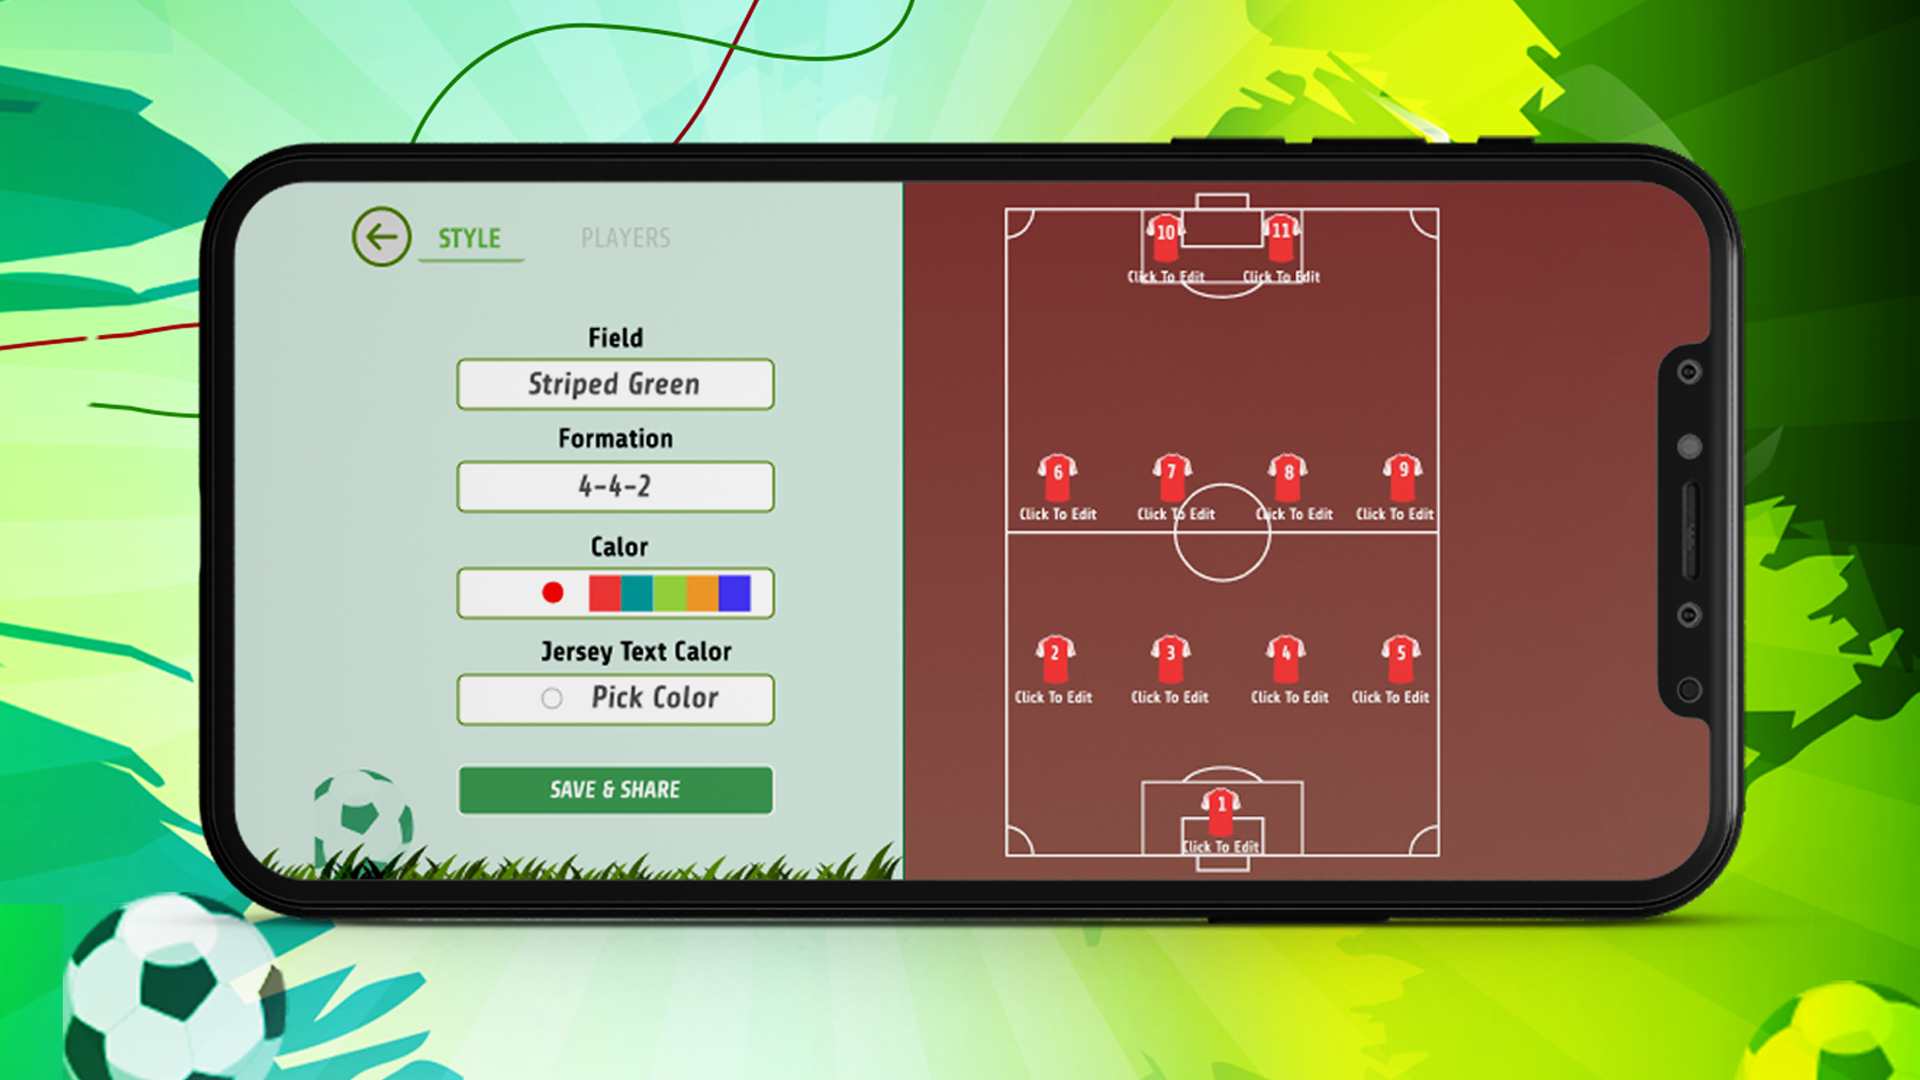 STYLE
PLAYERS
Field
Striped Green
Formation
4-4-2
Calor
Jersey Text Calor
Pick Color
SAVE & SHARE
10 11
Click To Edit Click To Edit
6 7 8 9
Click To Edit Click To Edit Click To Edit Click To Edit
2 3 4 5
Click To Edit Click To Edit Click To Edit Click To Edit
1
Click To Edit